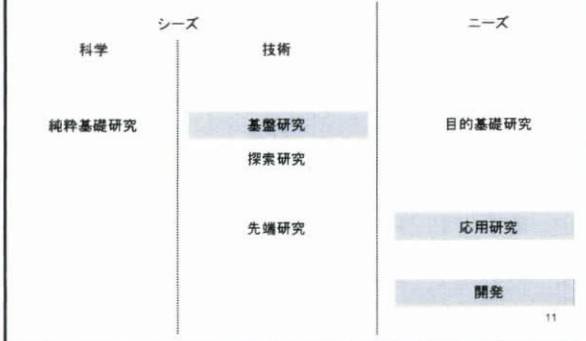 シーズ ニーズ
科学 技術
純粋基礎研究 基盤研究 目的基礎研究
探索研究
先端研究 応用研究
開発
11